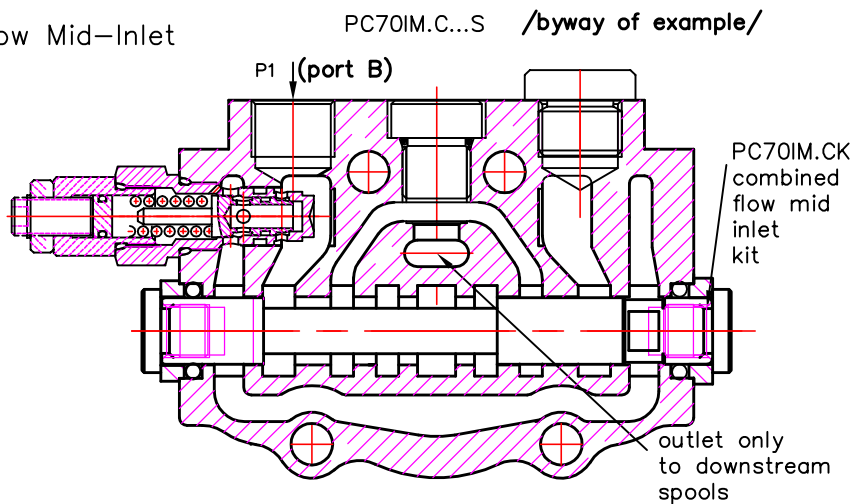 PC70IM.C...S /byway of example/
ow Mid-Inlet
P1 (port B)
PC70IM.CK
combined
flow mid
inlet
kit
outlet only
to downstream
spools